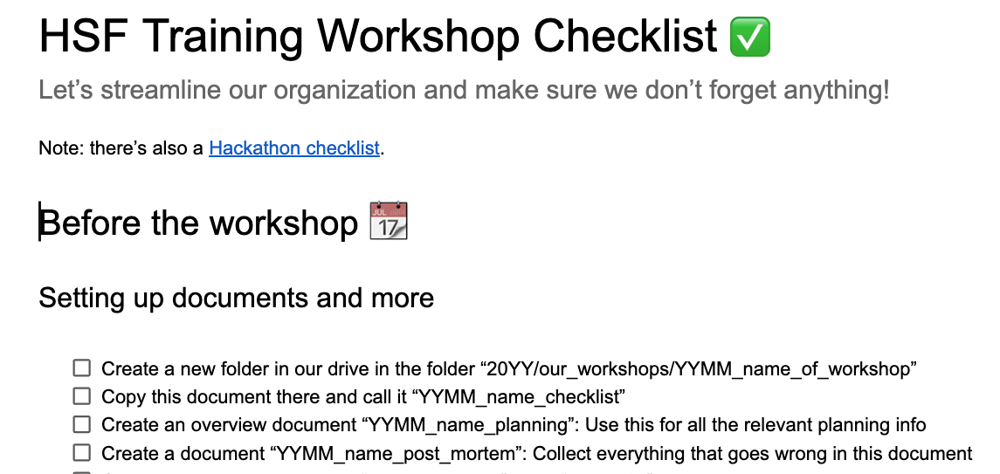 HSF Training Workshop Checklist ✅
Let’s streamline our organization and make sure we don’t forget anything!
Note: there’s also a Hackathon checklist.
Before the workshop 📅
JUL
17
Setting up documents and more
Create a new folder in our drive in the folder “20YY/our_workshops/YYMM_name_of_workshop”
Copy this document there and call it “YYMM_name_checklist”
Create an overview document “YYMM_name_planning”: Use this for all the relevant planning info
Create a document “YYMM_name_post_mortem”: Collect everything that goes wrong in this document